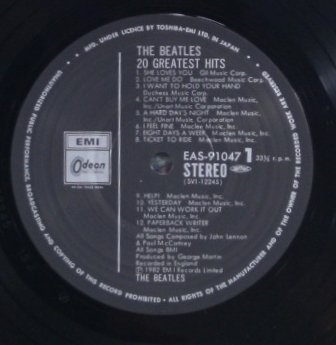 MFD. UNDER LICENCE BY TOSHIBA-EMI LTD. IN JAPAN
THE BEATLES
20 GREATEST HITS
1. SHE LOVES YOU Gil Music Corp.
2. LOVE ME DO Beechwood Music Corp.
3. I WANT TO HOLD YOUR HAND
Duchess Music Corp.
4. CAN'T BUY ME LOVE Maclen Music,
Inc./Unart Music Corporation
5. A HARD DAY'S NIGHT Maclen Music,
Inc./Unart Music Corporation
6. I FEEL FINE Maclen Music, Inc.
7. EIGHT DAYS A WEEK Maclen Music, Inc.
8. TICKET TO RIDE Maclen Music, Inc.
EMI
Odeon
EAS-91047 1 33⅓ r.p.m.
STEREO
(SV1-12245)
9. HELP! Maclen Music, Inc.
10. YESTERDAY Maclen Music, Inc.
11. WE CAN WORK IT OUT
Maclen Music, Inc.
12. PAPERBACK WRITER
Maclen Music, Inc.
All Songs Composed by John Lennon
& Paul McCartney
All Songs BMI
Produced by George Martin
Recorded in England
Ⓟ 1982 EMI Records Limited
THE BEATLES
ALL RIGHTS OF THE MANUFACTURER AND OF THE OWNER OF THE RECORDED WORK RESERVED
UNAUTHORIZED PUBLIC PERFORMANCE, BROADCASTING AND COPYING OF THIS RECORD PROHIBITED